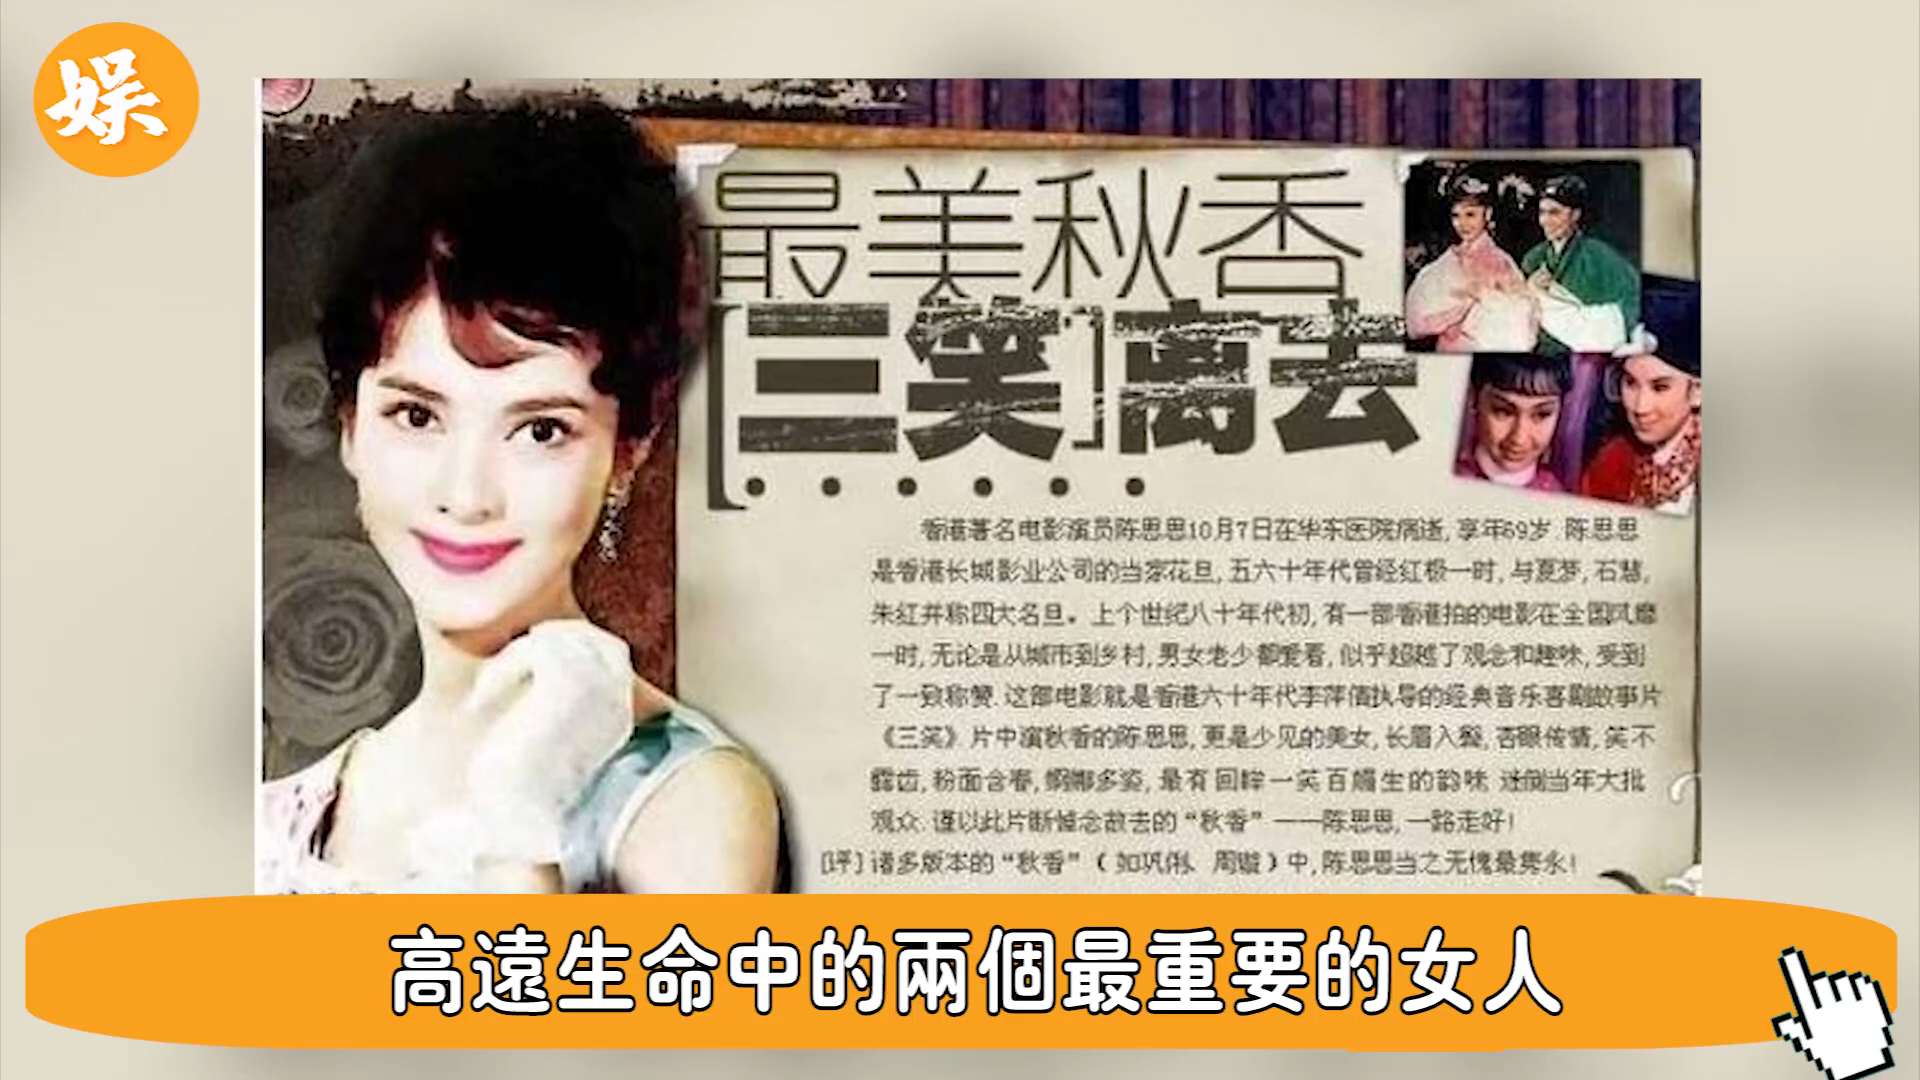 娱
最美秋香
[三笑]离去
······
香港著名电影演员陈思思10月7日在华东医院病逝,享年69岁.陈思思
是香港长城影业公司的当家花旦,五六十年代曾经红极一时,与夏梦,石慧,
朱红并称四大名旦。上个世纪八十年代初,有一部香港拍的电影在全国风靡
一时,无论是从城市到乡村,男女老少都爱看,似乎超越了观念和趣味,受到
了一致称赞.这部电影就是香港六十年代李萍倩执导的经典音乐喜剧故事片
《三笑》片中演秋香的陈思思,更是少见的美女,长眉入鬓,杏眼传情,笑不
露齿,粉面含春,婀娜多姿,最有回眸一笑百媚生的韵味 迷倒当年大批
观众.谨以此片断悼念故去的“秋香”——陈思思,一路走好!
[评]诸多版本的“秋香”(如巩俐、周璇)中,陈思思当之无愧最隽永!
高遠生命中的兩個最重要的女人